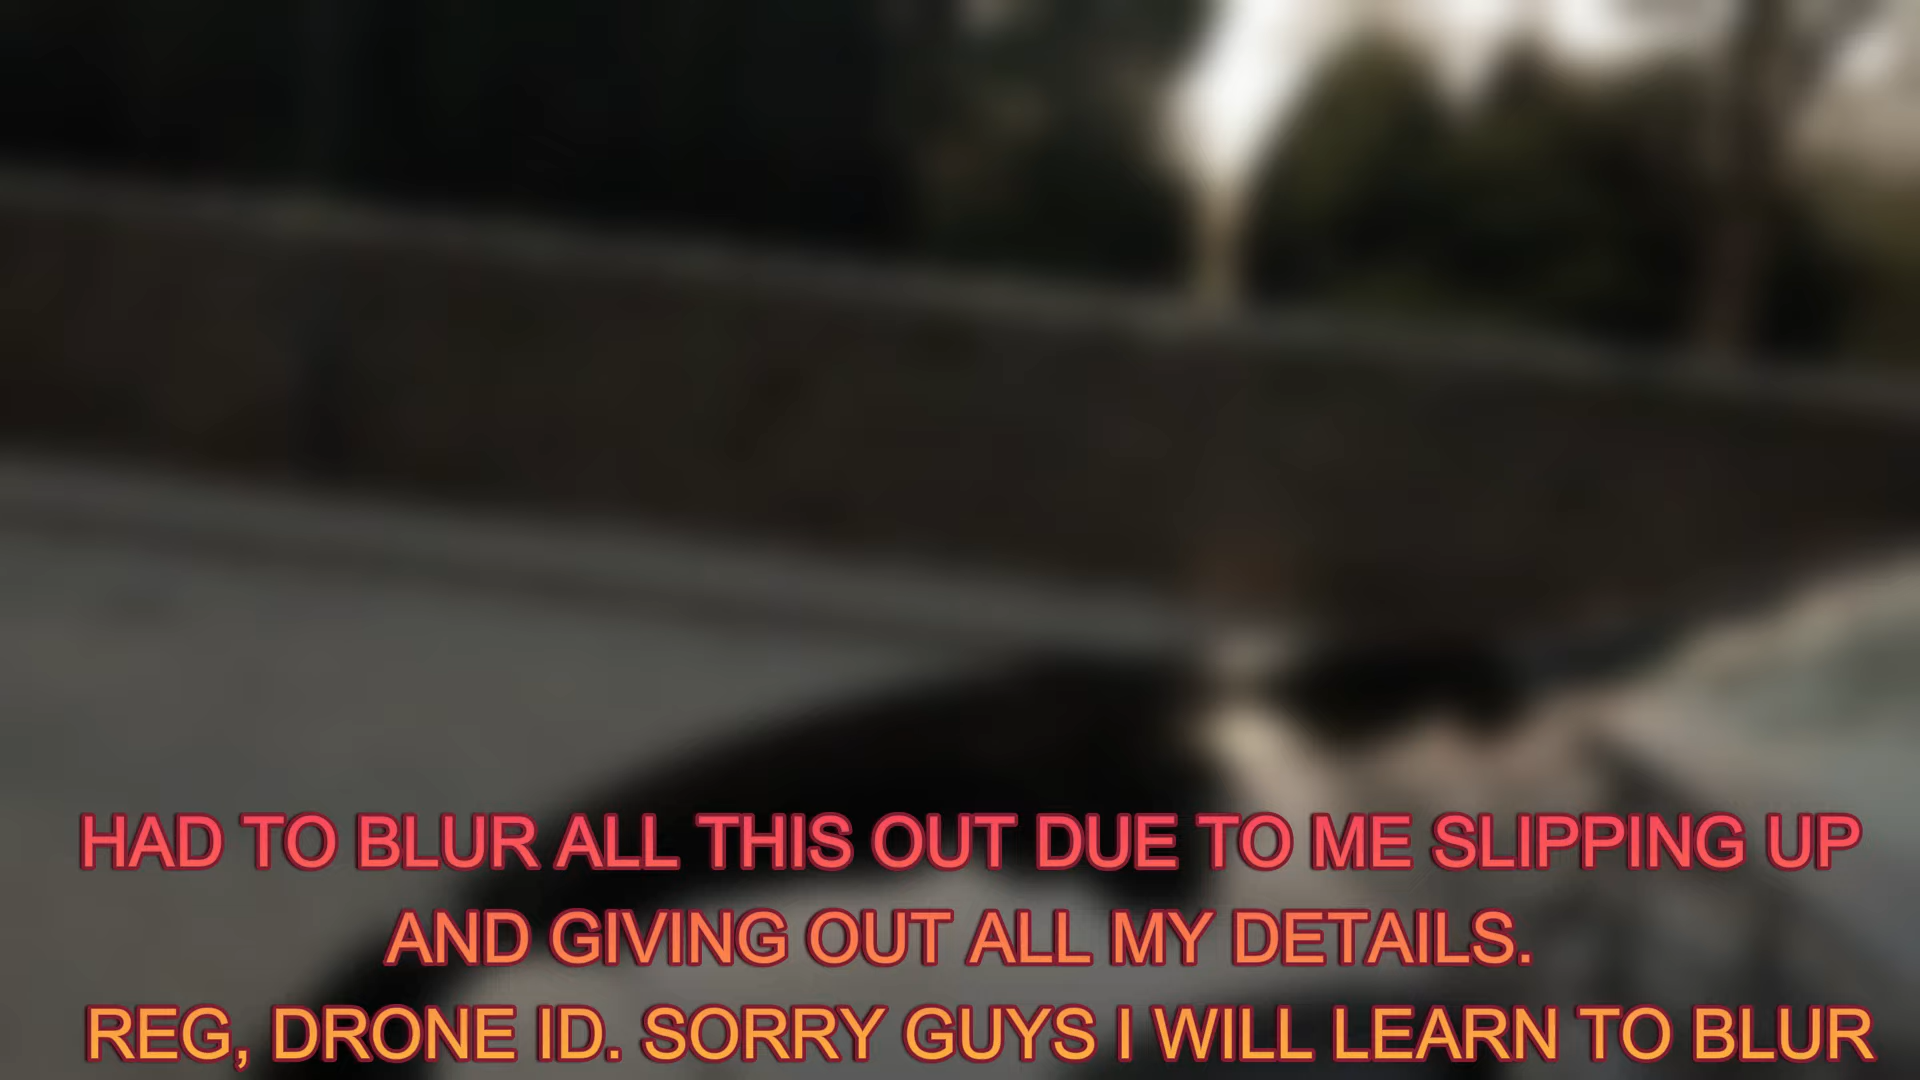 HAD TO BLUR ALL THIS OUT DUE TO ME SLIPPING UP
AND GIVING OUT ALL MY DETAILS.
REG, DRONE ID. SORRY GUYS I WILL LEARN TO BLUR